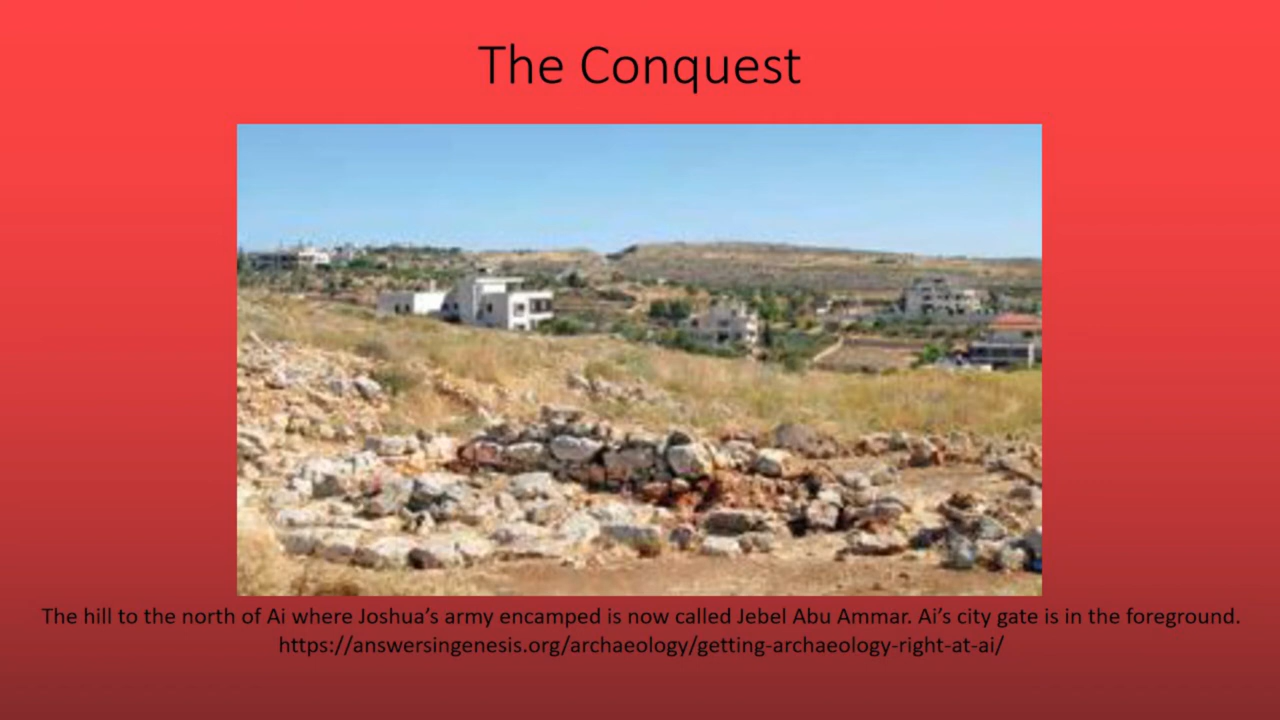 The Conquest
The hill to the north of Ai where Joshua’s army encamped is now called Jebel Abu Ammar. Ai’s city gate is in the foreground.
https://answersingenesis.org/archaeology/getting-archaeology-right-at-ai/